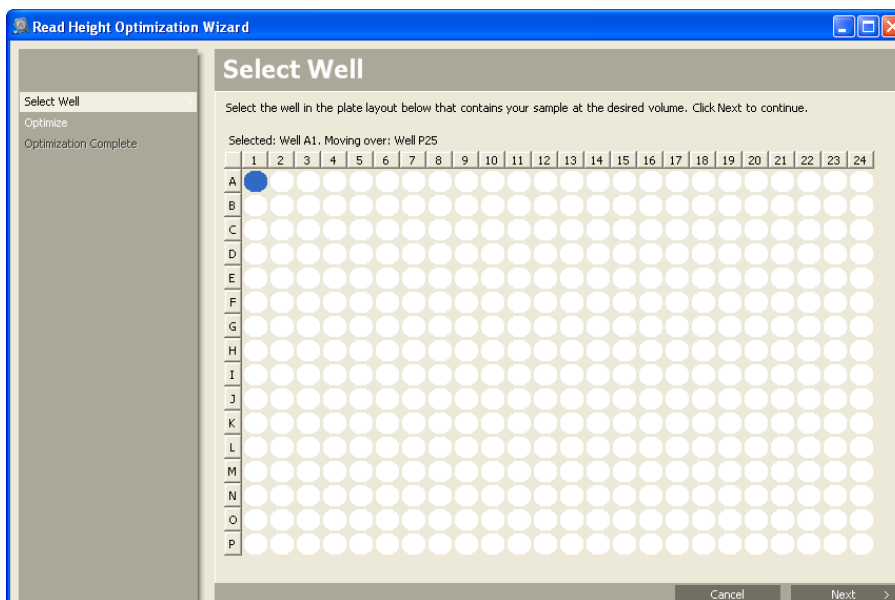 Read Height Optimization Wizard
Select Well
Optimize
Optimization Complete
Select Well
Select the well in the plate layout below that contains your sample at the desired volume. Click Next to continue.
Selected: Well A1. Moving over: Well P25
1 2 3 4 5 6 7 8 9 10 11 12 13 14 15 16 17 18 19 20 21 22 23 24
A
B
C
D
E
F
G
H
I
J
K
L
M
N
O
P
Cancel Next >